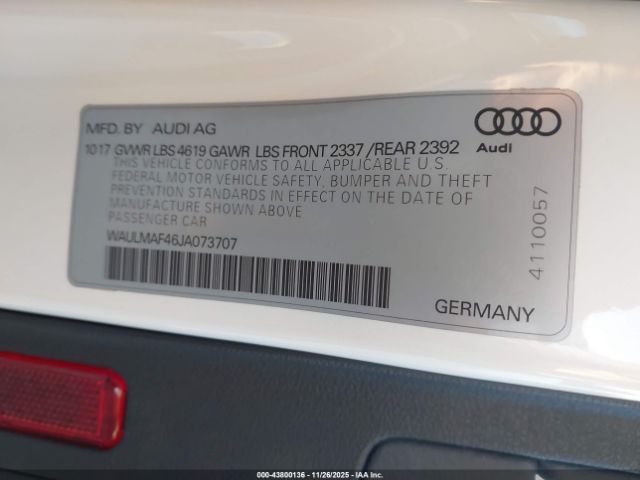 MFD. BY AUDI AG
10 17 GVWR LBS 4619 GAWR LBS FRONT 2337 /REAR 2392
THIS VEHICLE CONFORMS TO ALL APPLICABLE U.S.
FEDERAL MOTOR VEHICLE SAFETY, BUMPER AND THEFT
PREVENTION STANDARDS IN EFFECT ON THE DATE OF
MANUFACTURE SHOWN ABOVE
PASSENGER CAR
WAULMAF46JA073707
Audi
4110057
GERMANY
000-43800136 | 11/26/2025 | IAA Inc.